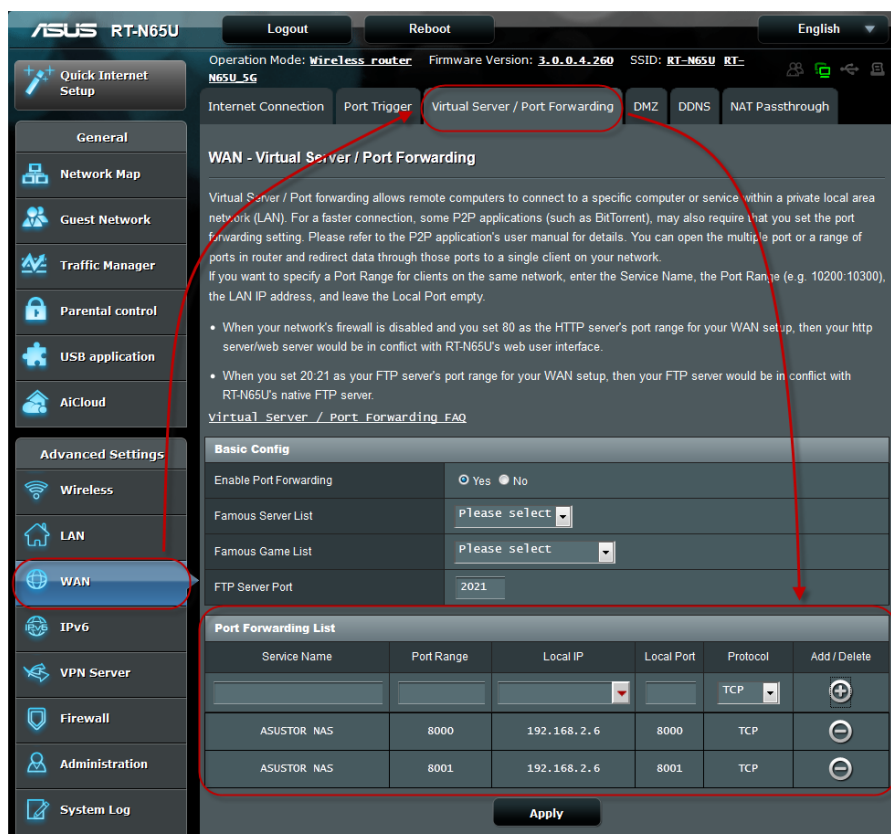 ASUS RT-N65U
Logout
Reboot
English
Quick Internet
Setup
General
Network Map
Guest Network
Traffic Manager
Parental control
USB application
AiCloud
Advanced Settings
Wireless
LAN
WAN
IPv6
VPN Server
Firewall
Administration
System Log
Operation Mode: Wireless router Firmware Version: 3.0.0.4.260 SSID: RT-N65U RT-
N65U_5G
Internet Connection Port Trigger Virtual Server / Port Forwarding DMZ DDNS NAT Passthrough
WAN - Virtual Server / Port Forwarding
Virtual Server / Port forwarding allows remote computers to connect to a specific computer or service within a private local area
network (LAN). For a faster connection, some P2P applications (such as BitTorrent), may also require that you set the port
forwarding setting. Please refer to the P2P application's user manual for details. You can open the multiple port or a range of
ports in router and redirect data through those ports to a single client on your network.
If you want to specify a Port Range for clients on the same network, enter the Service Name, the Port Range (e.g. 10200:10300),
the LAN IP address, and leave the Local Port empty.
• When your network's firewall is disabled and you set 80 as the HTTP server's port range for your WAN setup, then your http
server/web server would be in conflict with RT-N65U's web user interface.
• When you set 20:21 as your FTP server's port range for your WAN setup, then your FTP server would be in conflict with
RT-N65U's native FTP server.
Virtual Server / Port Forwarding FAQ
Basic Config
Enable Port Forwarding Yes No
Famous Server List Please select
Famous Game List Please select
FTP Server Port 2021
Port Forwarding List
Service Name Port Range Local IP Local Port Protocol Add / Delete
TCP
ASUSTOR NAS 8000 192.168.2.6 8000 TCP
ASUSTOR NAS 8001 192.168.2.6 8001 TCP
Apply